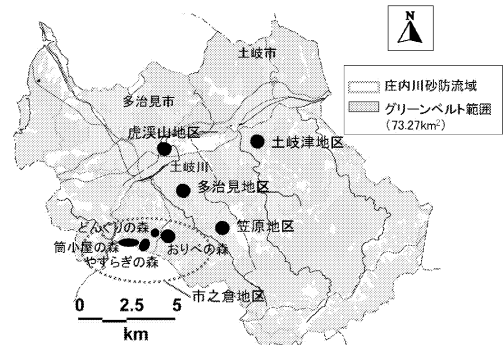 N
庄内川砂防流域
グリーンベルト範囲
(73.27km²)
土岐市
多治見市
虎渓山地区
土岐津地区
土岐川
多治見地区
どんぐりの森
笠原地区
筒小屋の森
おりべの森
やすらぎの森
市之倉地区
0 2.5 5
km